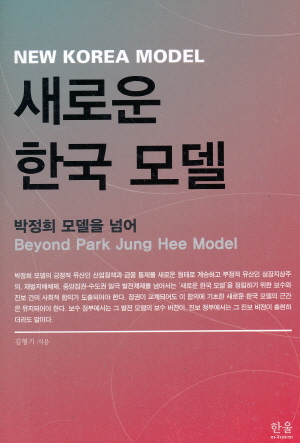 NEW KOREA MODEL
새로운
한국 모델
박정희 모델을 넘어
Beyond Park Jung Hee Model
박정희 모델의 긍정적 유산인 산업정책과 금융 통제를 새로운 형태로 계승하고 부정적 유산인 성장지상주
의, 재벌지배체제, 중앙집권·수도권 일극 발전체제를 넘어서는 '새로운 한국 모델'을 정립하기 위한 보수와
진보 간의 사회적 합의가 도출되어야 한다. 정권이 교체되어도 이 합의에 기초한 새로운 한국 모델의 근간
은 유지되어야 한다. 보수 정부에서는 그 발전 모델의 보수 버전이, 진보 정부에서는 그 진보 버전이 출현하
더라도 말이다.
김형기 지음
한울
아카데미